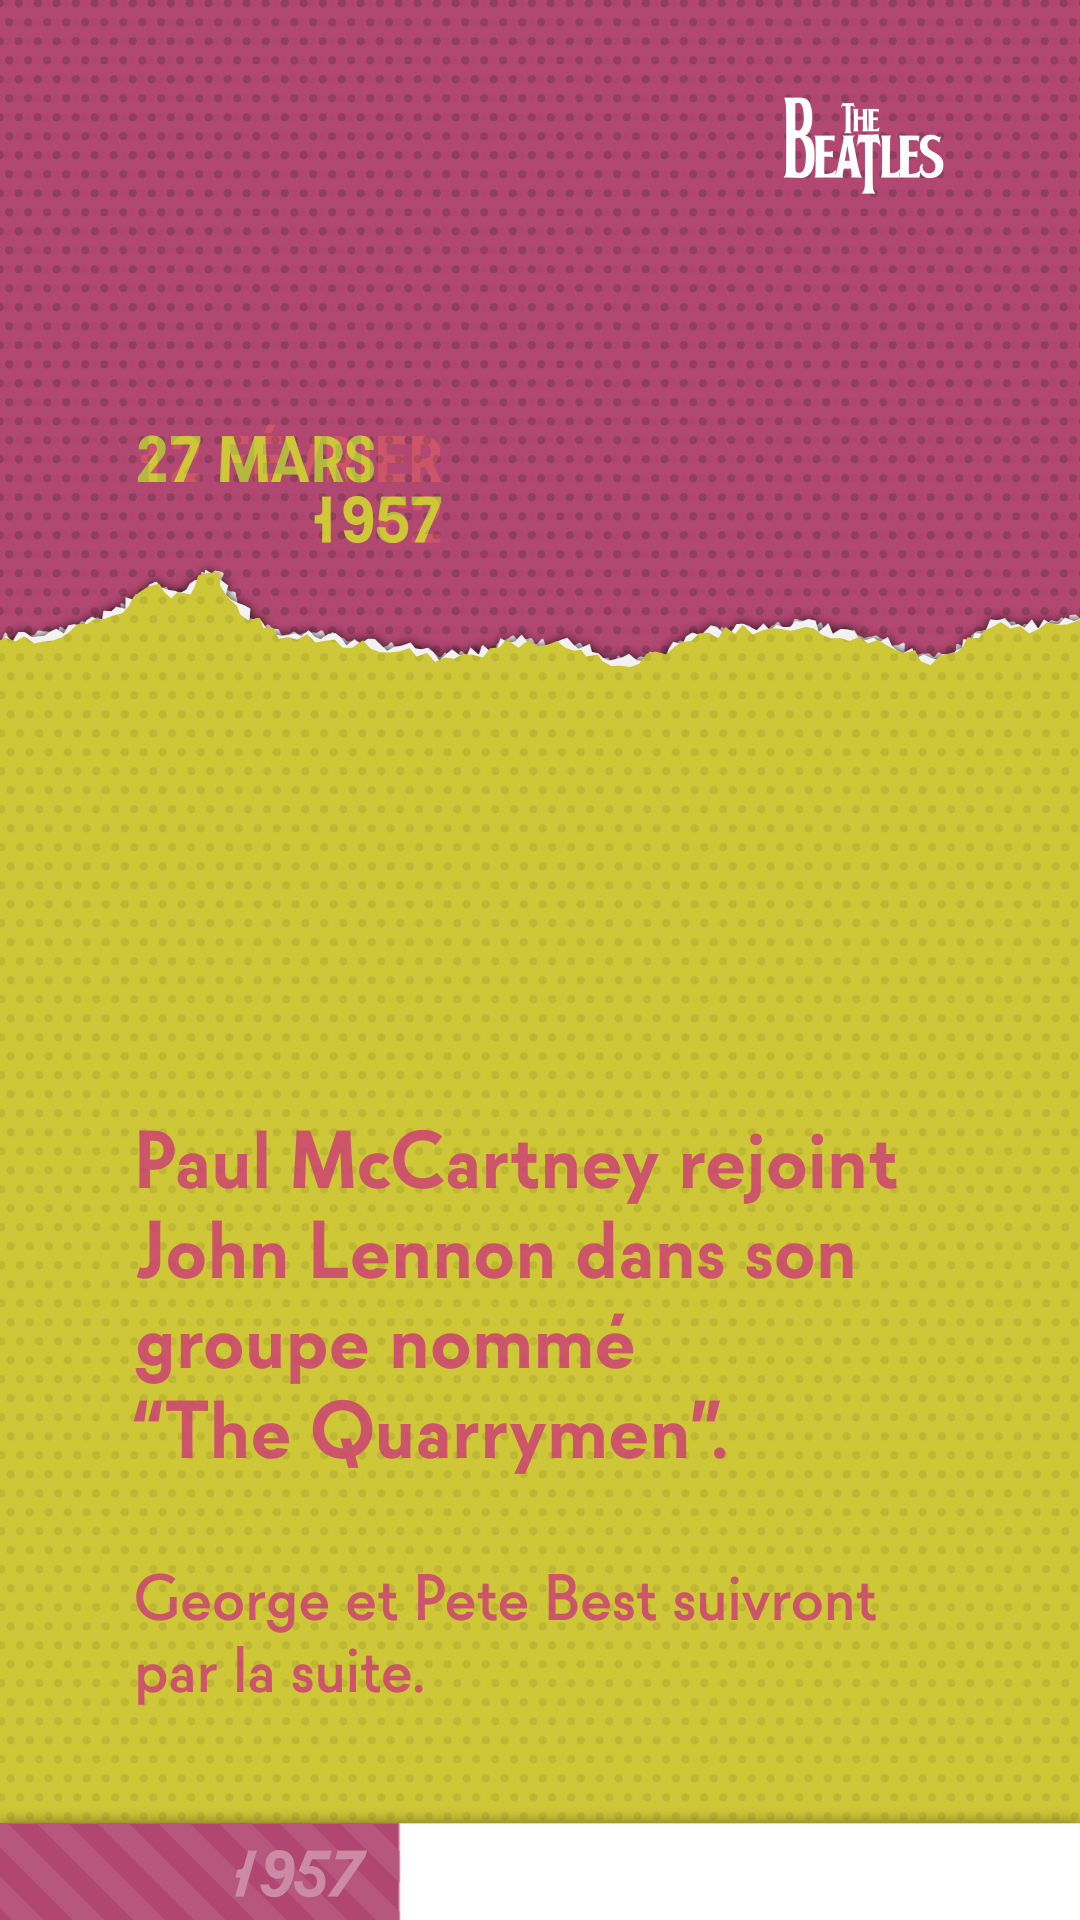 THE
BEATLES
27 MARS
1957
Paul McCartney rejoint
John Lennon dans son
groupe nommé
“The Quarrymen”.
George et Pete Best suivront
par la suite.
1957